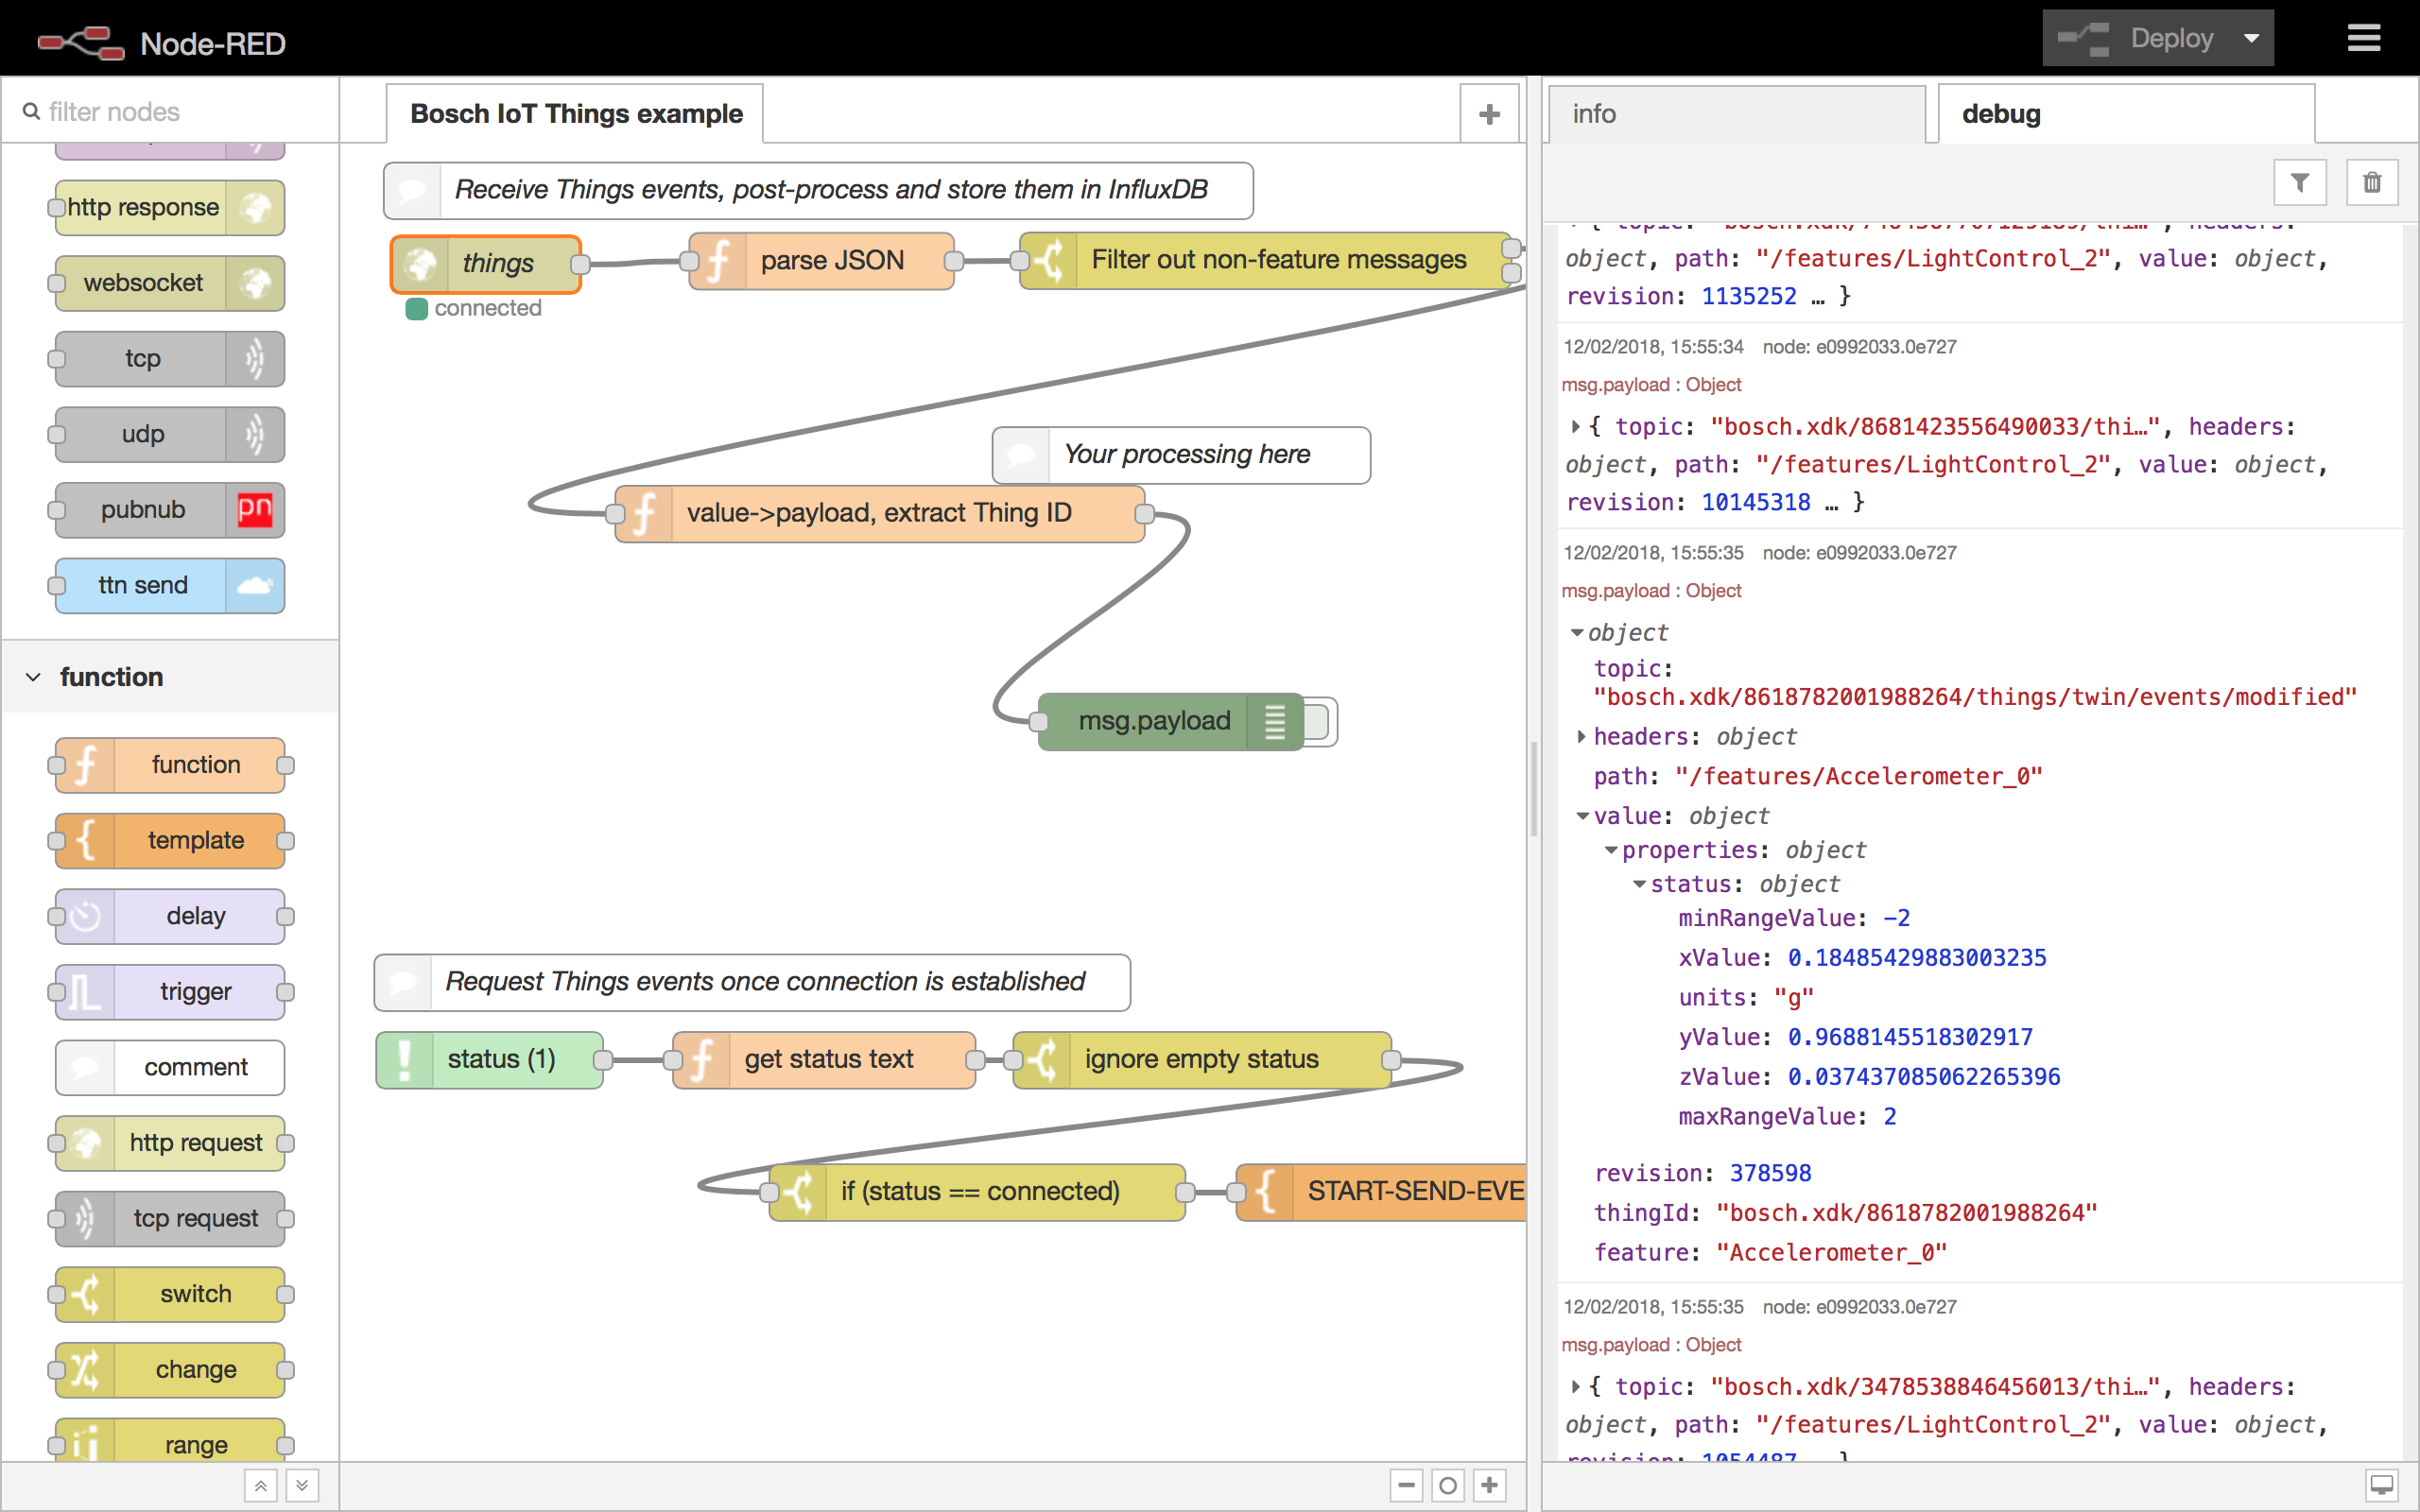 Node-RED
Deploy
filter nodes
http response
websocket
tcp
udp
pubnub
pn
ttn send
function
function
template
delay
trigger
comment
http request
tcp request
switch
change
range
Bosch IoT Things example
Receive Things events, post-process and store them in InfluxDB
things
connected
parse JSON
Filter out non-feature messages
Your processing here
value->payload, extract Thing ID
msg.payload
Request Things events once connection is established
status (1)
get status text
ignore empty status
if (status == connected)
START-SEND-EVE
info
debug
object, path: "/features/LightControl_2", value: object,
revision: 1135252 … }
12/02/2018, 15:55:34 node: e0992033.0e727
msg.payload : Object
{ topic: "bosch.xdk/8681423556490033/thi…", headers:
object, path: "/features/LightControl_2", value: object,
revision: 10145318 … }
12/02/2018, 15:55:35 node: e0992033.0e727
msg.payload : Object
object
topic:
"bosch.xdk/8618782001988264/things/twin/events/modified"
headers: object
path: "/features/Accelerometer_0"
value: object
properties: object
status: object
minRangeValue: -2
xValue: 0.18485429883003235
units: "g"
yValue: 0.9688145518302917
zValue: 0.037437085062265396
maxRangeValue: 2
revision: 378598
thingId: "bosch.xdk/8618782001988264"
feature: "Accelerometer_0"
12/02/2018, 15:55:35 node: e0992033.0e727
msg.payload : Object
{ topic: "bosch.xdk/3478538846456013/thi…", headers:
object, path: "/features/LightControl_2", value: object,